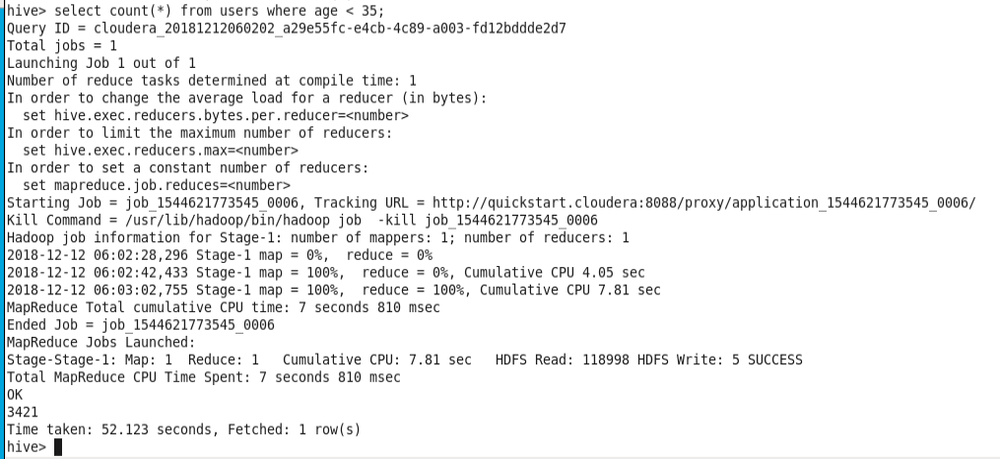 hive> select count(*) from users where age < 35;
Query ID = cloudera_20181212060202_a29e55fc-e4cb-4c89-a003-fd12bddde2d7
Total jobs = 1
Launching Job 1 out of 1
Number of reduce tasks determined at compile time: 1
In order to change the average load for a reducer (in bytes):
  set hive.exec.reducers.bytes.per.reducer=<number>
In order to limit the maximum number of reducers:
  set hive.exec.reducers.max=<number>
In order to set a constant number of reducers:
  set mapreduce.job.reduces=<number>
Starting Job = job_1544621773545_0006, Tracking URL = http://quickstart.cloudera:8088/proxy/application_1544621773545_0006/
Kill Command = /usr/lib/hadoop/bin/hadoop job  -kill job_1544621773545_0006
Hadoop job information for Stage-1: number of mappers: 1; number of reducers: 1
2018-12-12 06:02:28,296 Stage-1 map = 0%,  reduce = 0%
2018-12-12 06:02:42,433 Stage-1 map = 100%,  reduce = 0%, Cumulative CPU 4.05 sec
2018-12-12 06:03:02,755 Stage-1 map = 100%,  reduce = 100%, Cumulative CPU 7.81 sec
MapReduce Total cumulative CPU time: 7 seconds 810 msec
Ended Job = job_1544621773545_0006
MapReduce Jobs Launched:
Stage-Stage-1: Map: 1  Reduce: 1   Cumulative CPU: 7.81 sec   HDFS Read: 118998 HDFS Write: 5 SUCCESS
Total MapReduce CPU Time Spent: 7 seconds 810 msec
OK
3421
Time taken: 52.123 seconds, Fetched: 1 row(s)
hive>